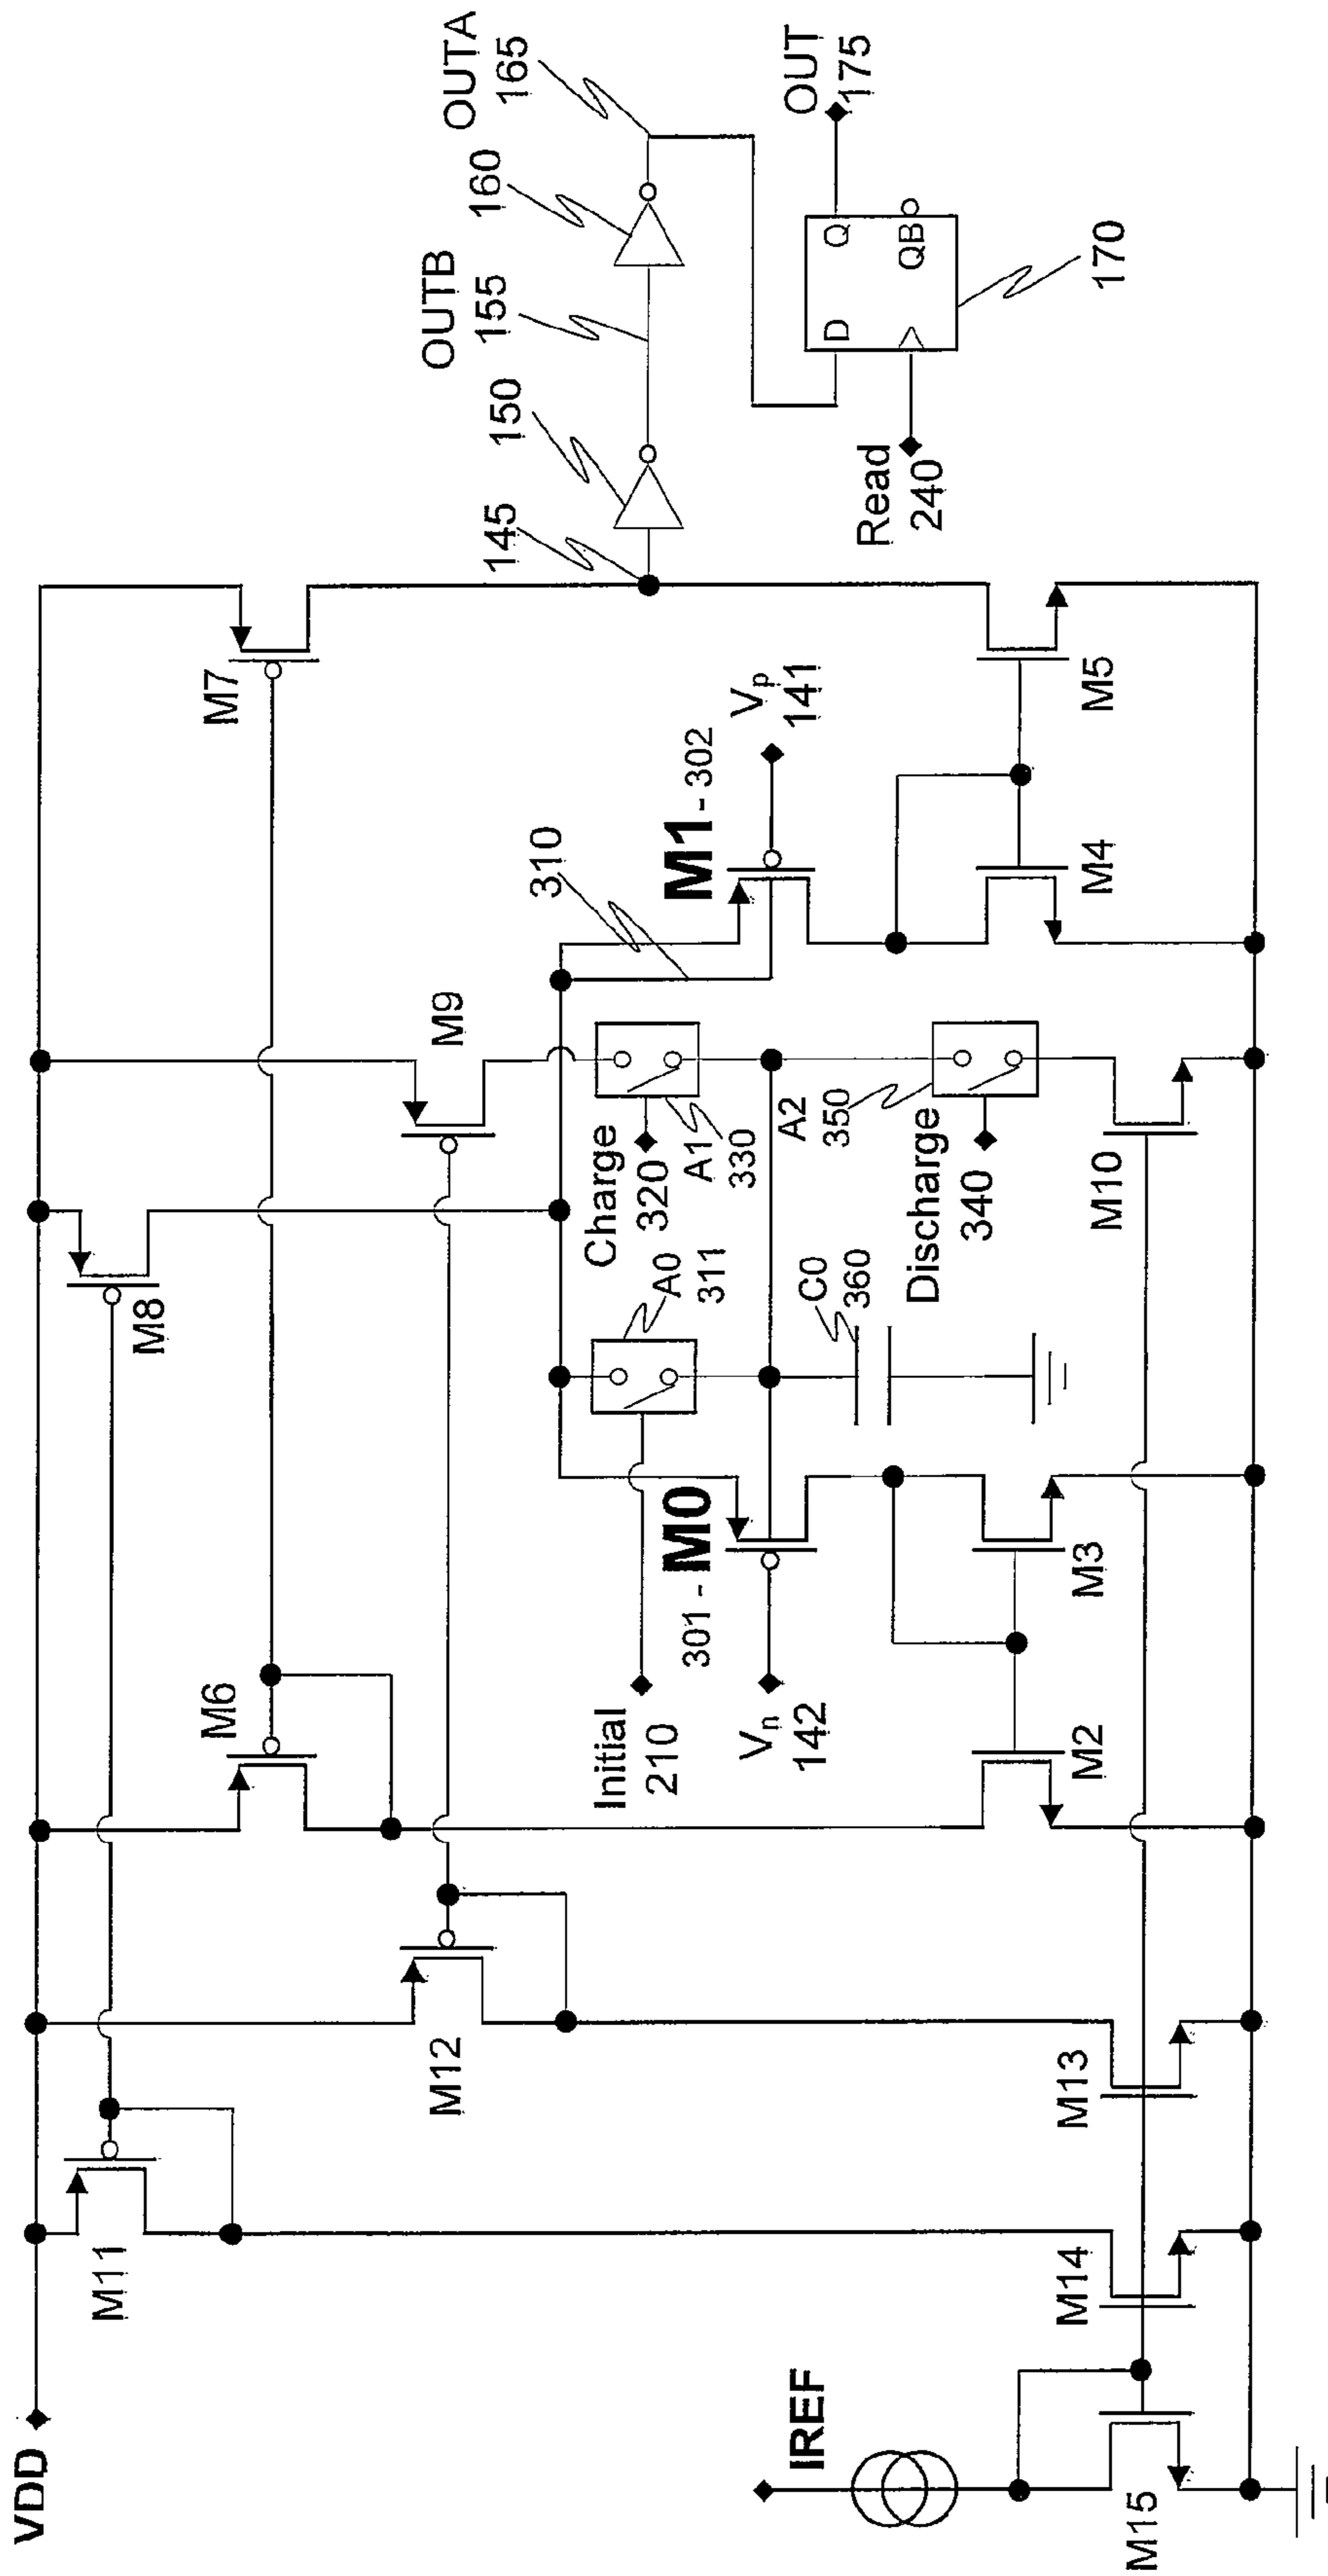 VDD
M11
M8
M6
M7
M12
M9
OUTB
155
OUTA
165
145
150
160
310
Initial
210
A0
311
Charge
320
A1
330
301 - M0
M1 - 302
Vn
142
Vp
141
C0
360
A2
350
Discharge
340
Read
240
D
Q
QB
OUT
175
170
IREF
M15
M14
M13
M2
M3
M10
M4
M5